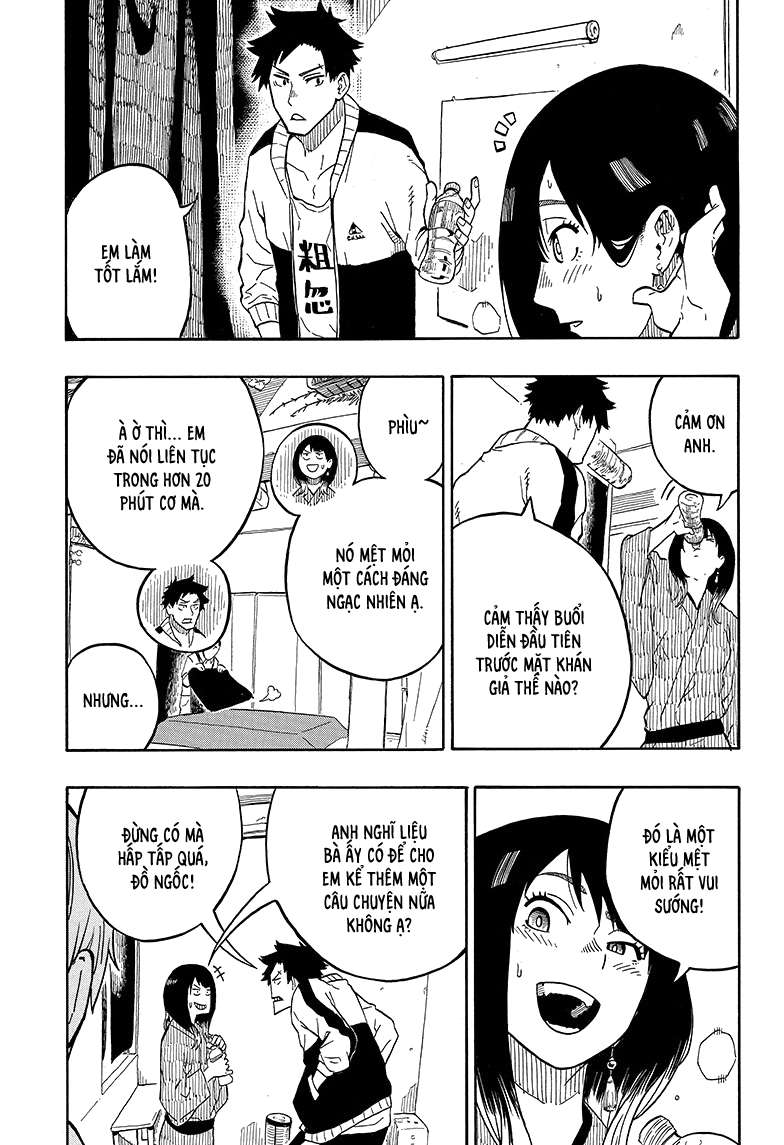 EM LÀM
TỐT LẮM!
粗
忽
CẢM ƠN
ANH.
CẢM THẤY BUỔI
DIỄN ĐẦU TIÊN
TRƯỚC MẶT KHÁN
GIẢ THẾ NÀO?
PHÌU~
NÓ MỆT MỎI
MỘT CÁCH ĐÁNG
NGẠC NHIÊN Ạ.
À Ờ THÌ... EM
ĐÃ NÓI LIÊN TỤC
TRONG HƠN 20
PHÚT CƠ MÀ.
NHƯNG...
ĐÓ LÀ MỘT
KIỂU MỆT
MỎI RẤT VUI
SƯỚNG!
ANH NGHĨ LIỆU
BÀ ẤY CÓ ĐỂ CHO
EM KỂ THÊM MỘT
CÂU CHUYỆN NỮA
KHÔNG Ạ?
ĐỪNG CÓ MÀ
HẤP TẤP QUÁ,
ĐỒ NGỐC!